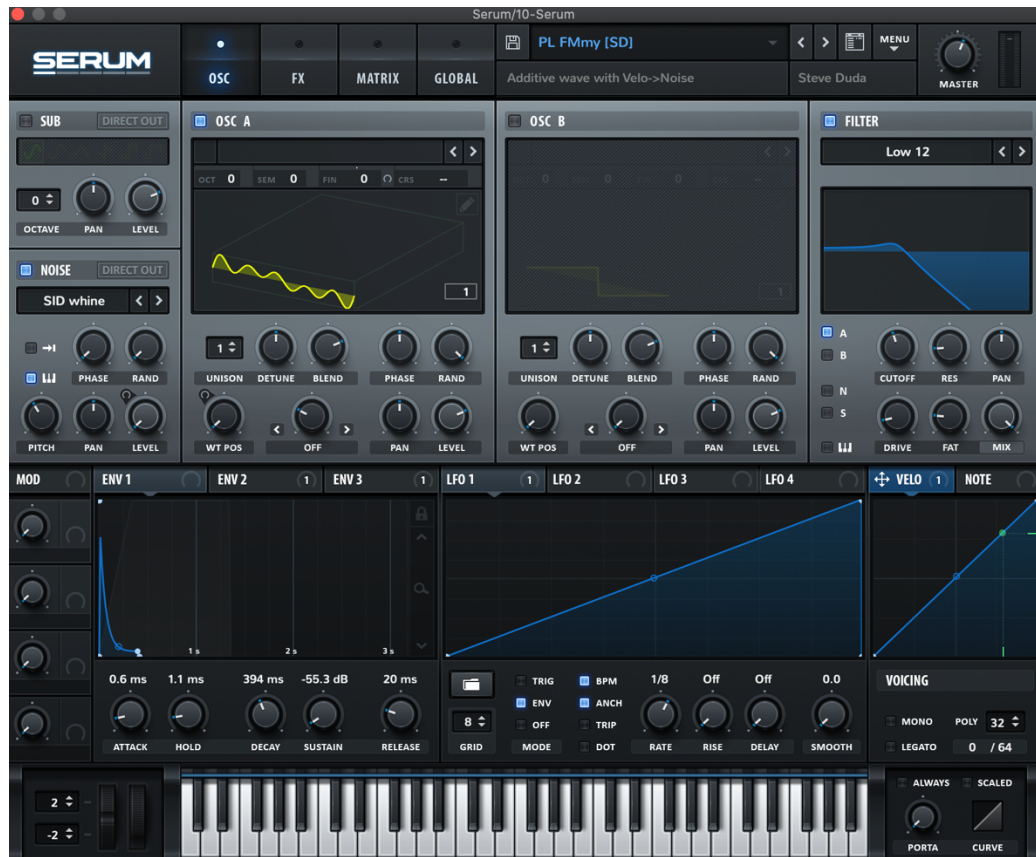 Serum/10-Serum
SERUM
OSC FX MATRIX GLOBAL
PL FMmy [SD]
MENU
Additive wave with Velo->Noise
Steve Duda
MASTER
SUB DIRECT OUT
0
OCTAVE PAN LEVEL
NOISE DIRECT OUT
SID whine
PHASE RAND
PITCH PAN LEVEL
OSC A
OCT 0 SEM 0 FIN 0 CRS --
1
1
UNISON DETUNE BLEND PHASE RAND
WT POS OFF PAN LEVEL
OSC B
0 0 0
1
1
UNISON DETUNE BLEND PHASE RAND
WT POS OFF PAN LEVEL
FILTER
Low 12
A
B
N
S
CUTOFF RES PAN
DRIVE FAT MIX
MOD
ENV 1 ENV 2 1 ENV 3 1
1 s 2 s 3 s
0.6 ms 1.1 ms 394 ms -55.3 dB 20 ms
ATTACK HOLD DECAY SUSTAIN RELEASE
LFO 1 1 LFO 2 LFO 3 LFO 4
8
GRID
TRIG BPM
ENV ANCH
OFF TRIP
MODE DOT
1/8 Off Off 0.0
RATE RISE DELAY SMOOTH
VELO 1 NOTE
VOICING
MONO POLY 32
LEGATO 0 / 64
2
-2
ALWAYS SCALED
PORTA CURVE